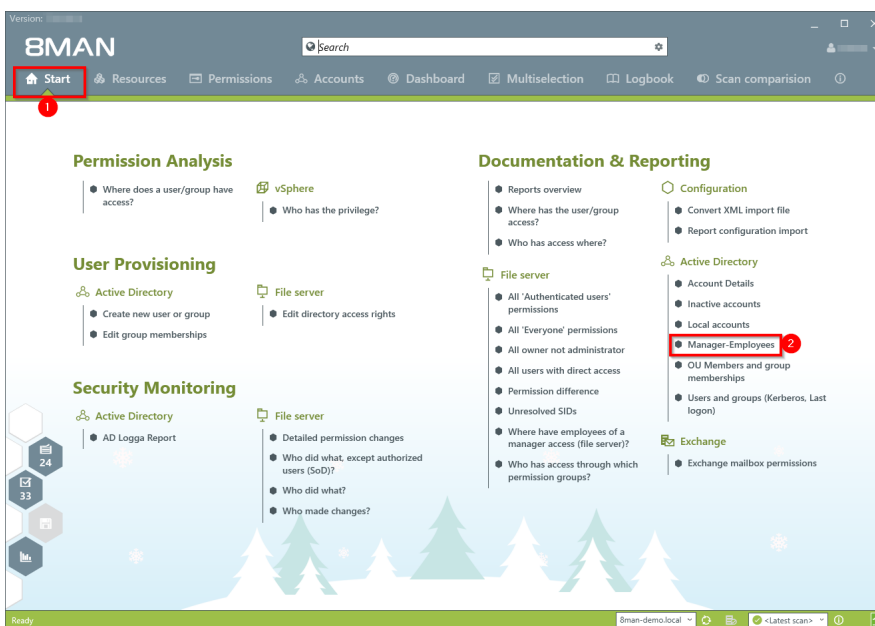 Version:
8MAN
Search
Start
Resources
Permissions
Accounts
Dashboard
Multiselection
Logbook
Scan comparision
1
Permission Analysis
Where does a user/group have
access?
vSphere
Who has the privilege?
User Provisioning
Active Directory
Create new user or group
Edit group memberships
File server
Edit directory access rights
Security Monitoring
Active Directory
AD Logga Report
File server
Detailed permission changes
Who did what, except authorized
users (SoD)?
Who did what?
Who made changes?
Documentation & Reporting
Reports overview
Where has the user/group
access?
Who has access where?
File server
All 'Authenticated users'
permissions
All 'Everyone' permissions
All owner not administrator
All users with direct access
Permission difference
Unresolved SIDs
Where have employees of a
manager access (file server)?
Who has access through which
permission groups?
Configuration
Convert XML import file
Report configuration import
Active Directory
Account Details
Inactive accounts
Local accounts
Manager-Employees
2
OU Members and group
memberships
Users and groups (Kerberos, Last
logon)
Exchange
Exchange mailbox permissions
24
33
Ready
8man-demo.local
<Latest scan>